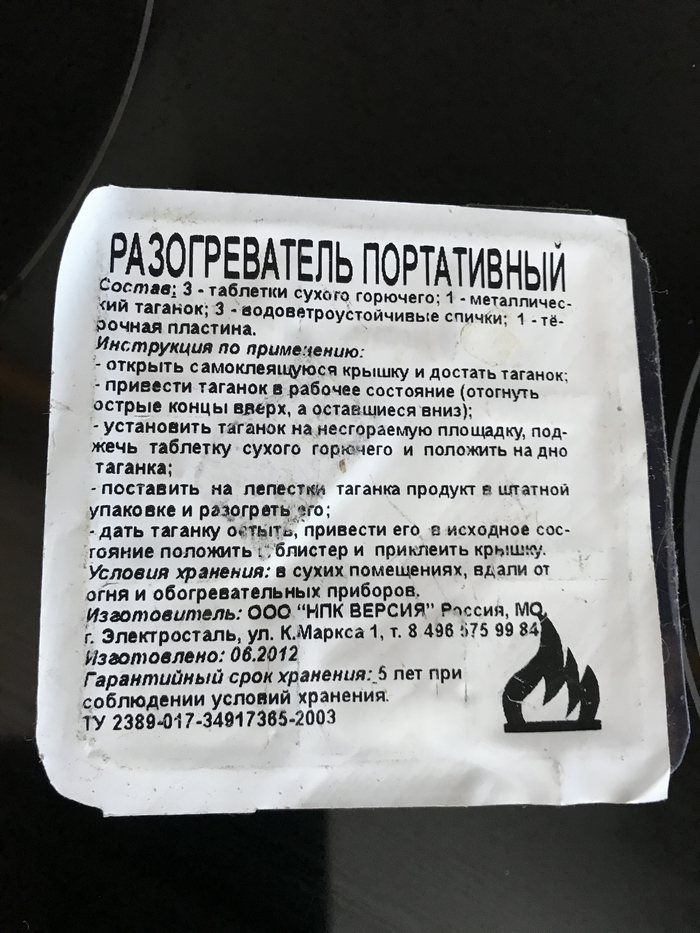 РАЗОГРЕВАТЕЛЬ ПОРТАТИВНЫЙ
Состав: 3 - таблетки сухого горючего; 1 - металличес-
кий таганок; 3 - водоветроустойчивые спички; 1 - тё-
рочная пластина.
Инструкция по применению:
- открыть самоклеящуюся крышку и достать таганок;
- привести таганок в рабочее состояние (отогнуть
острые концы вверх, а оставшиеся вниз);
- установить таганок на несгораемую площадку, под-
жечь таблетку сухого горючего и положить на дно
таганка;
- поставить на лепестки таганка продукт в штатной
упаковке и разогреть его;
- дать таганку остыть, привести его в исходное сос-
тояние положить блистер и приклеить крышку.
Условия хранения: в сухих помещениях, вдали от
огня и обогревательных приборов.
Изготовитель: ООО "НПК ВЕРСИЯ" Россия, МО,
г. Электросталь, ул. К.Маркса 1, т. 8 496 575 99 84
Изготовлено: 06.2012
Гарантийный срок хранения: 5 лет при
соблюдении условий хранения.
ТУ 2389-017-34917365-2003